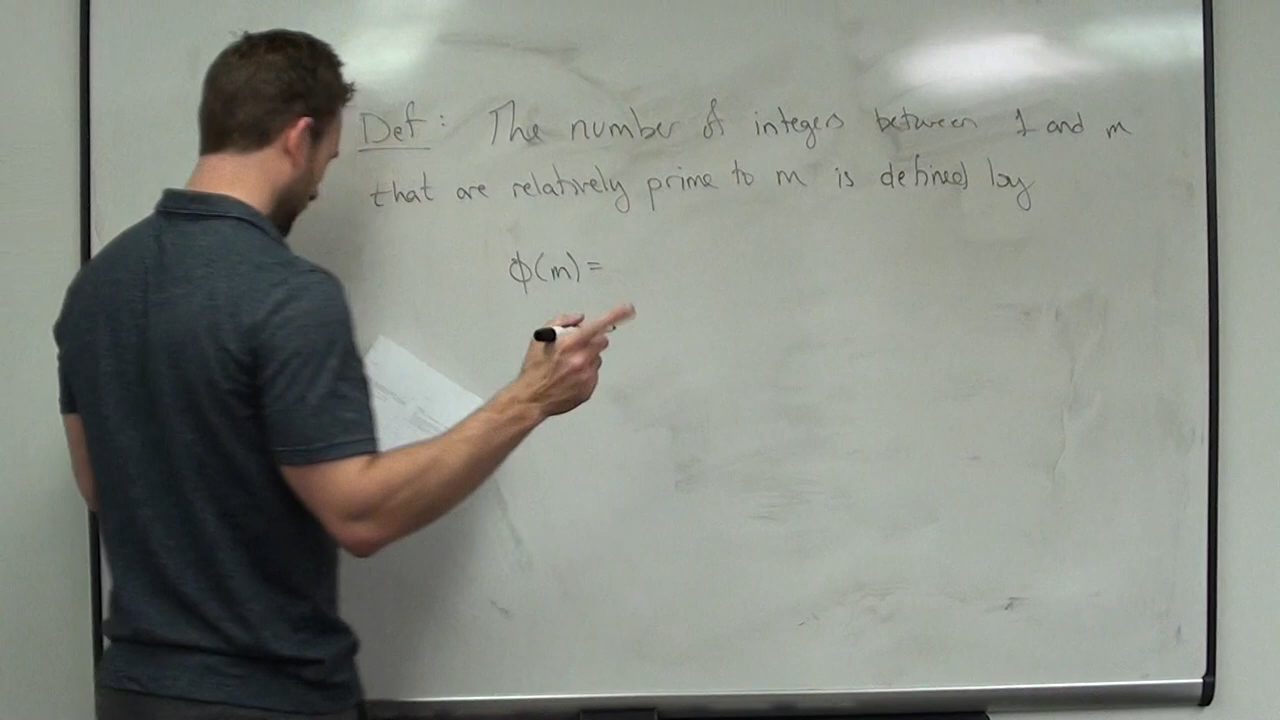 Def: The number of integers between 1 and m
that are relatively prime to m is defined by
ϕ(m) =